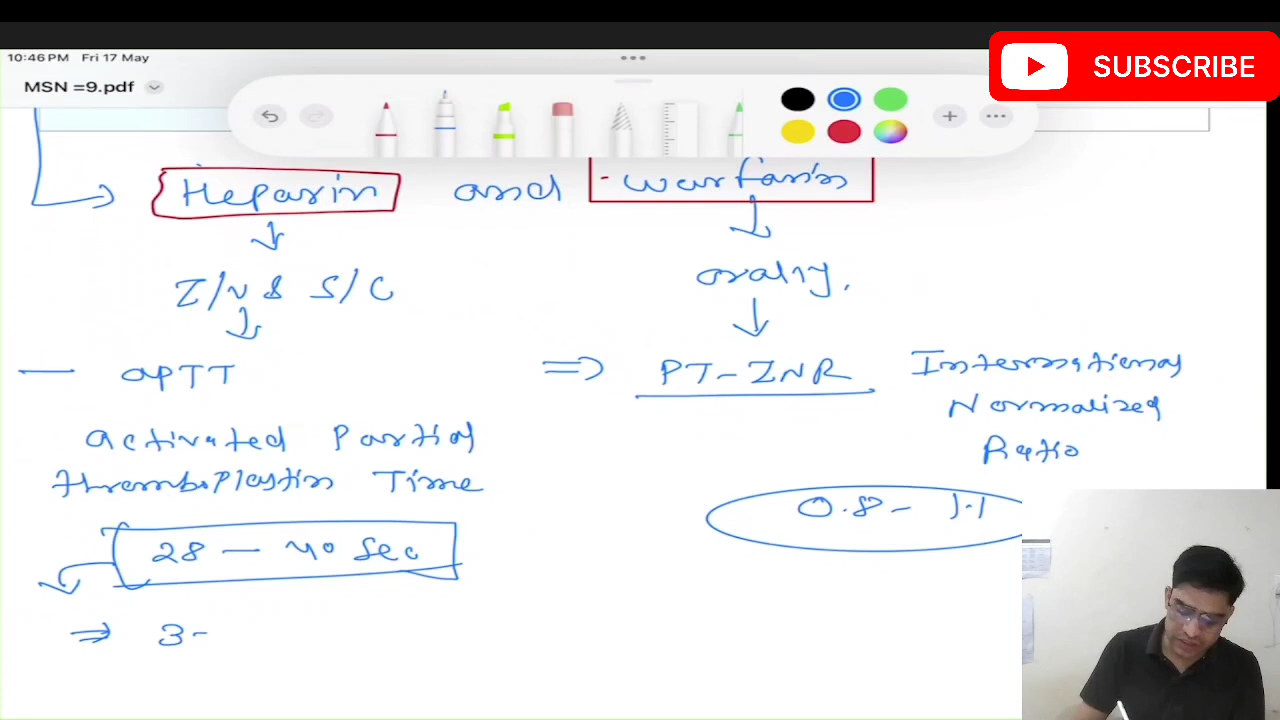 10:46 PM Fri 17 May
SUBSCRIBE
MSN =9.pdf
Heparin and warfarin
I/V & S/C
orally.
aPTT
=> PT-INR International
Normalized
Ratio
Activated Partial
thromboplastin Time
0.8 - 1.1
28 - 40 Sec
=> 3-